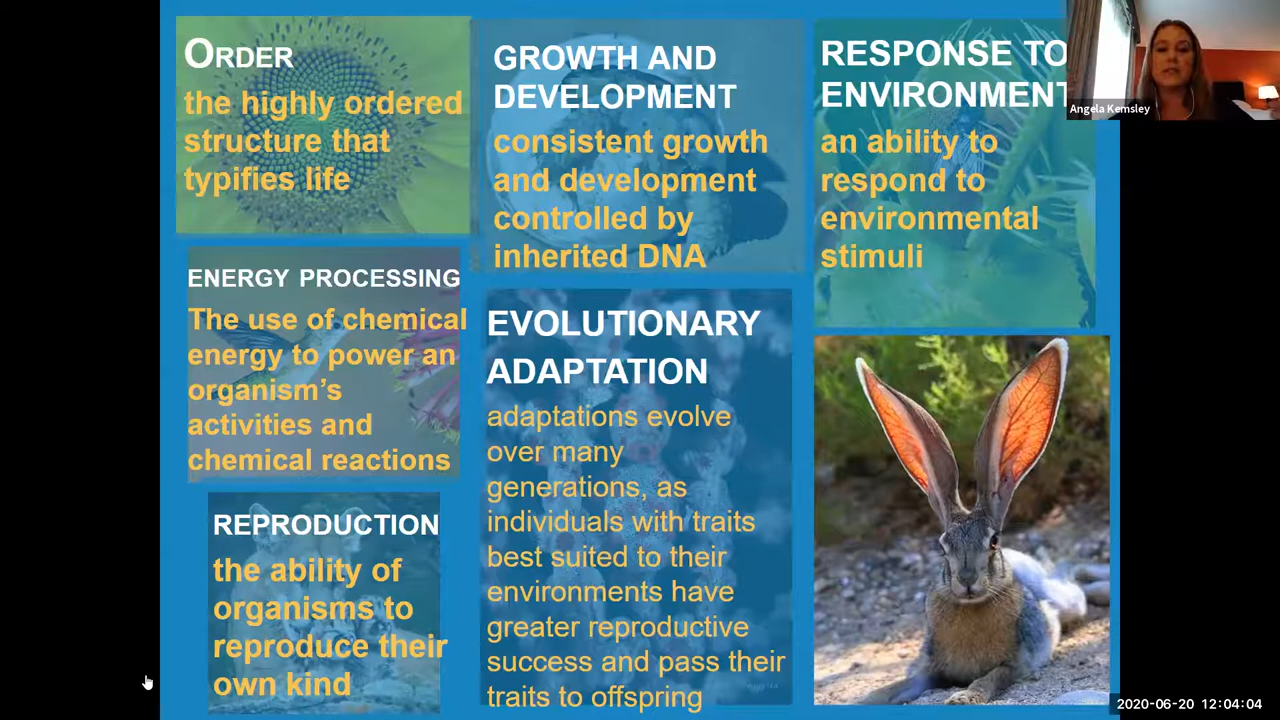 ORDER
the highly ordered
structure that
typifies life
GROWTH AND
DEVELOPMENT
consistent growth
and development
controlled by
inherited DNA
RESPONSE TO
ENVIRONMENT
an ability to
respond to
environmental
stimuli
Angela Kemsley
ENERGY PROCESSING
The use of chemical
energy to power an
organism’s
activities and
chemical reactions
EVOLUTIONARY
ADAPTATION
adaptations evolve
over many
generations, as
individuals with traits
best suited to their
environments have
greater reproductive
success and pass their
traits to offspring
REPRODUCTION
the ability of
organisms to
reproduce their
own kind
2020-06-20 12:04:04